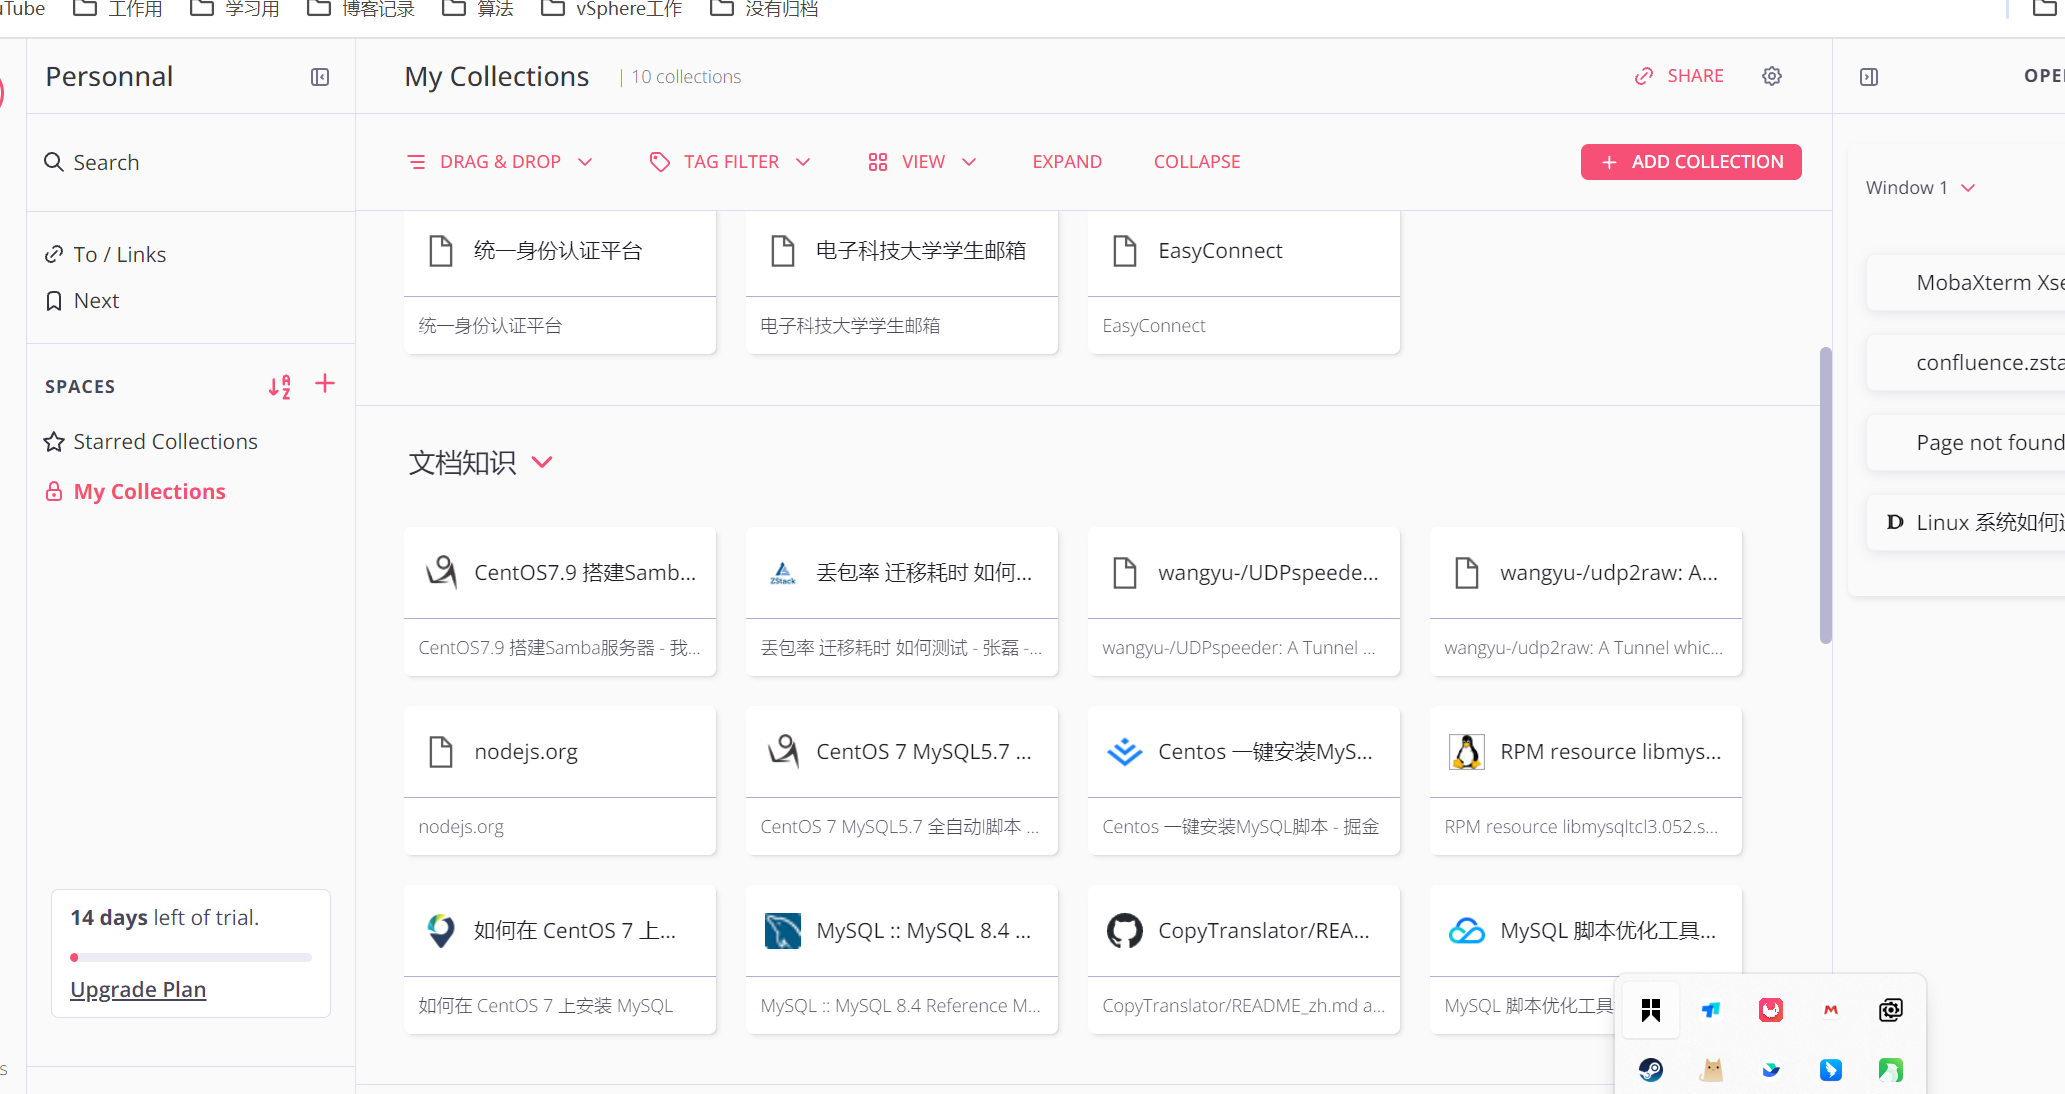 uTube
工作用
学习用
博客记录
算法
vSphere工作
没有归档
Personnal
My Collections
| 10 collections
SHARE
OPE
Search
DRAG & DROP
TAG FILTER
VIEW
EXPAND
COLLAPSE
+ ADD COLLECTION
Window 1
To / Links
Next
统一身份认证平台
电子科技大学学生邮箱
EasyConnect
统一身份认证平台
电子科技大学学生邮箱
EasyConnect
MobaXterm Xse
confluence.zsta
Page not found
D Linux 系统如何
SPACES
Starred Collections
My Collections
文档知识
CentOS7.9 搭建Samb...
ZStack
丢包率 迁移耗时 如何...
wangyu-/UDPspeede...
wangyu-/udp2raw: A...
CentOS7.9 搭建Samba服务器 - 我...
丢包率 迁移耗时 如何测试 - 张磊 -...
wangyu-/UDPspeeder: A Tunnel ...
wangyu-/udp2raw: A Tunnel whic...
nodejs.org
CentOS 7 MySQL5.7 ...
Centos 一键安装MyS...
RPM resource libmys...
nodejs.org
CentOS 7 MySQL5.7 全自动|脚本 ...
Centos 一键安装MySQL脚本 - 掘金
RPM resource libmysqltcl3.052.s...
如何在 CentOS 7 上...
MySQL :: MySQL 8.4 ...
CopyTranslator/REA...
MySQL 脚本优化工具...
如何在 CentOS 7 上安装 MySQL
MySQL :: MySQL 8.4 Reference M...
CopyTranslator/README_zh.md a...
MySQL 脚本优化工具
14 days left of trial.
Upgrade Plan
s